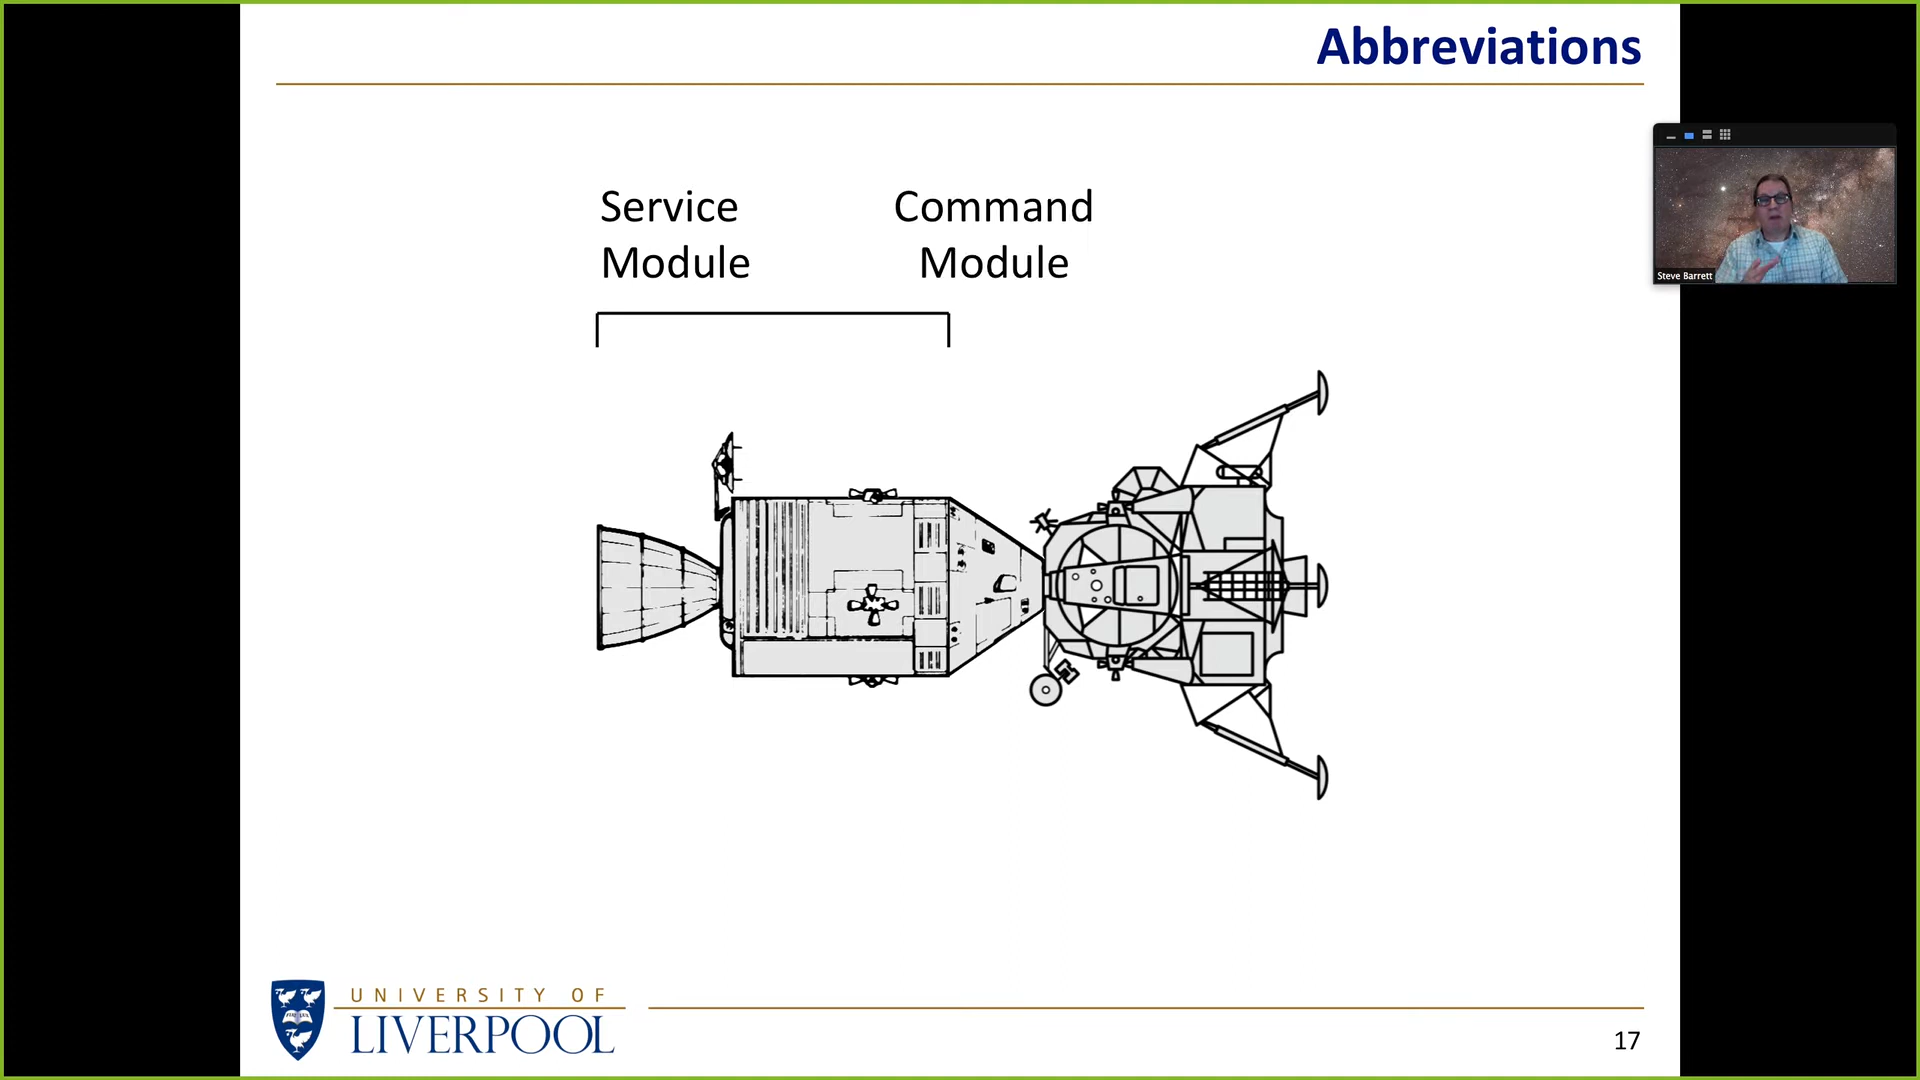 Abbreviations
Service
Module
Command
Module
Steve Barrett
UNIVERSITY OF
LIVERPOOL
17